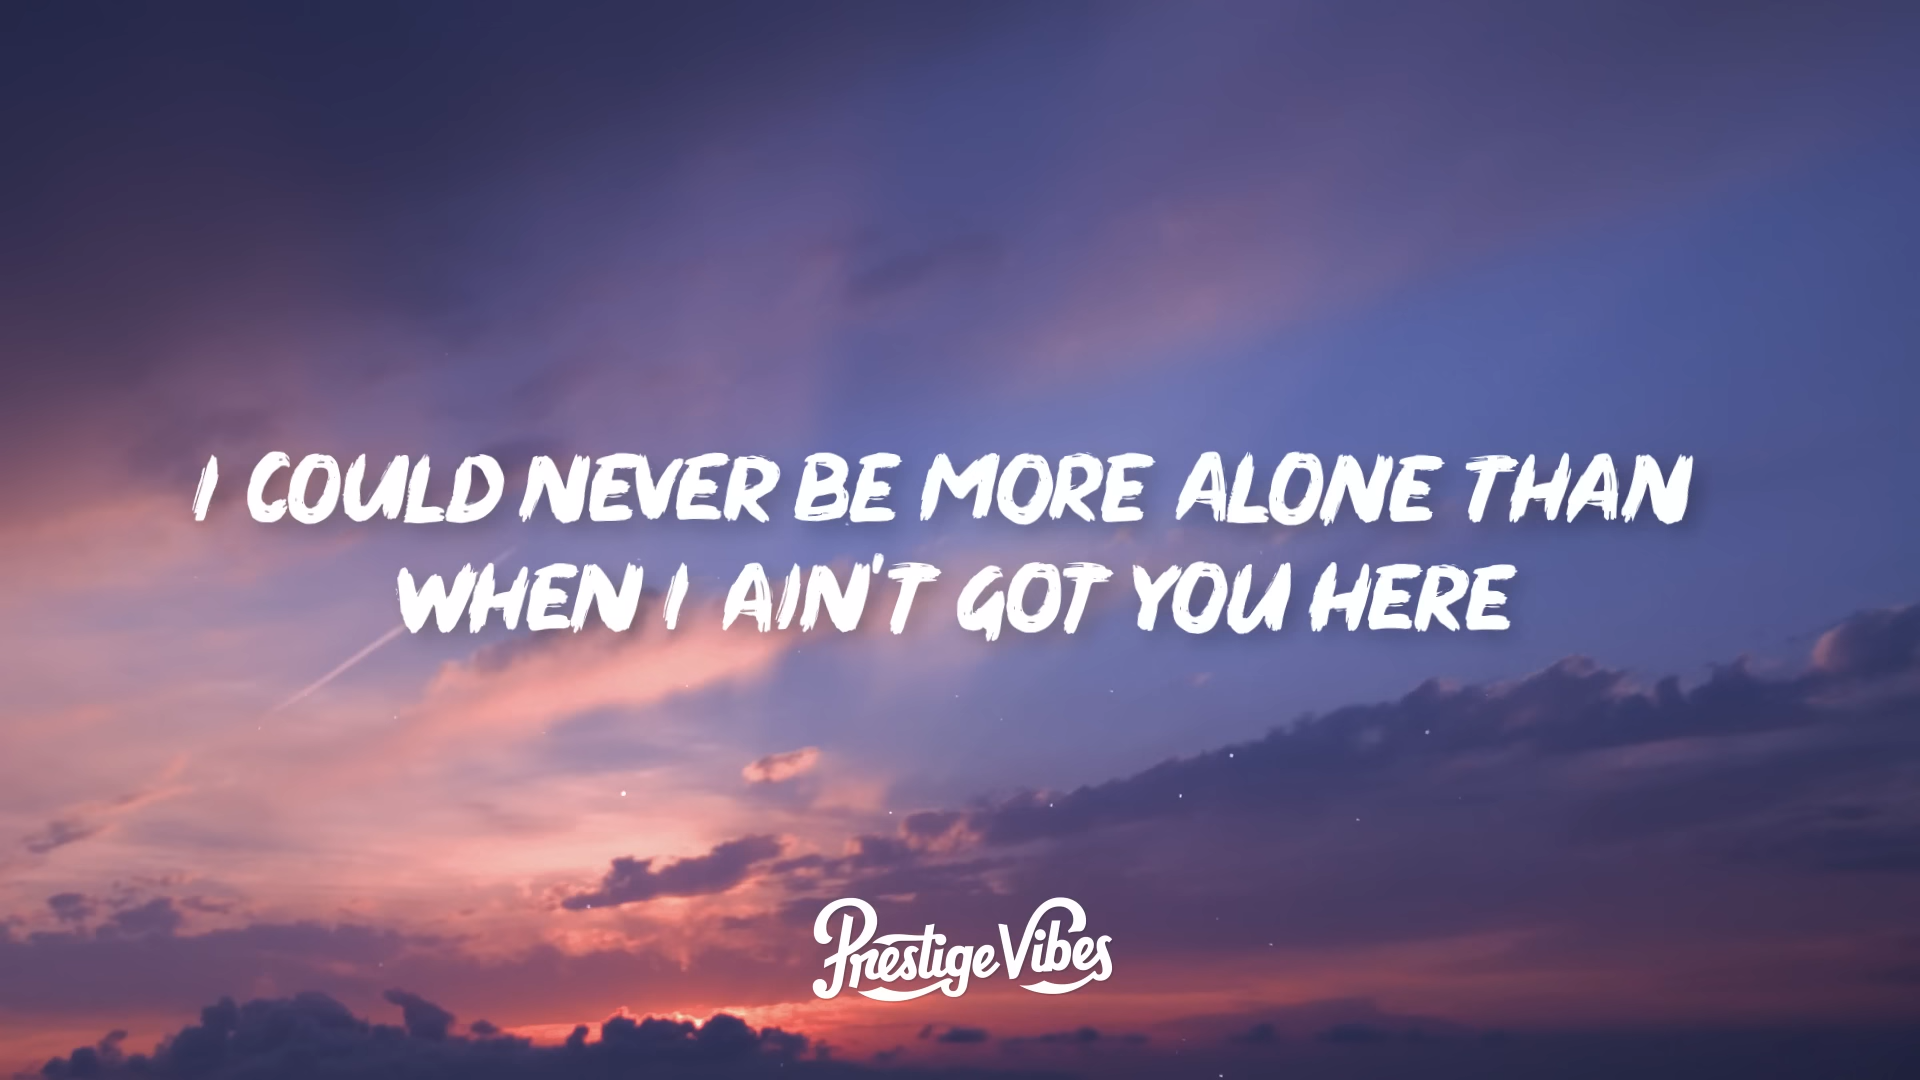 I COULD NEVER BE MORE ALONE THAN
WHEN I AIN'T GOT YOU HERE
Prestige Vibes